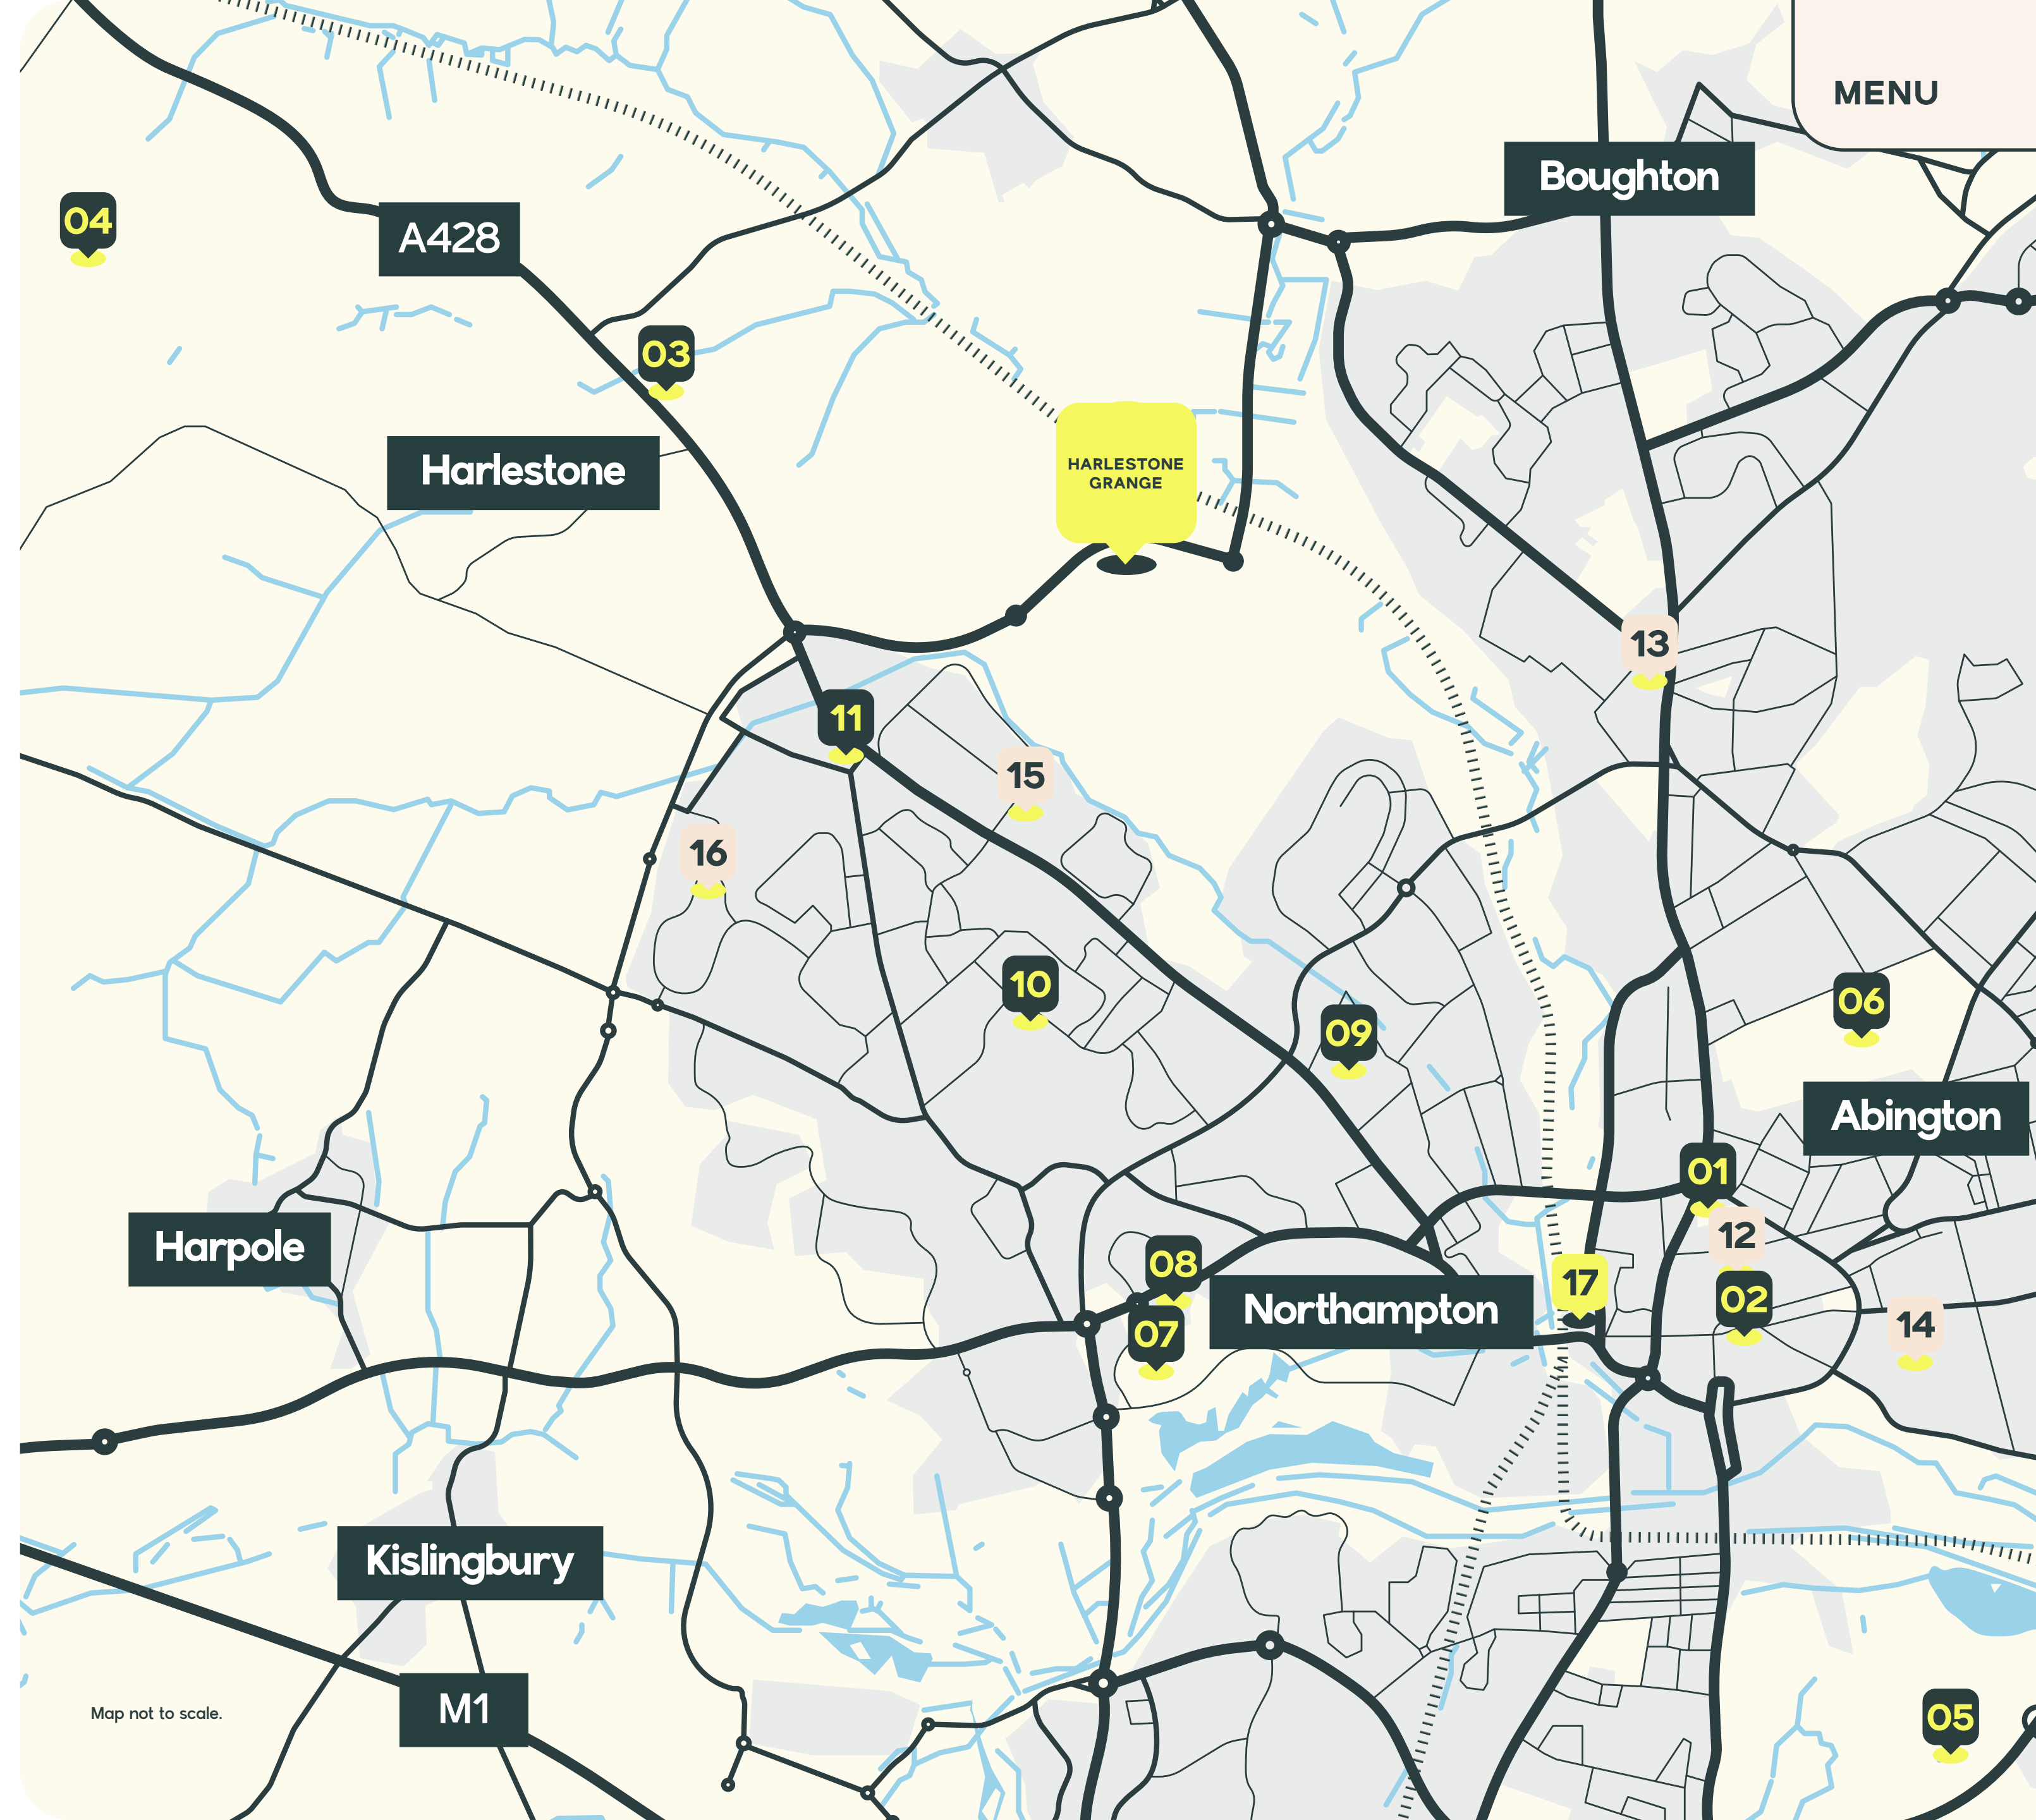 MENU
Boughton
04
A428
03
Harlestone
HARLESTONE
GRANGE
13
11
15
16
10
06
09
Abington
01
12
Harpole
08
17
02
Northampton
14
07
Kislingbury
M1
Map not to scale.
05